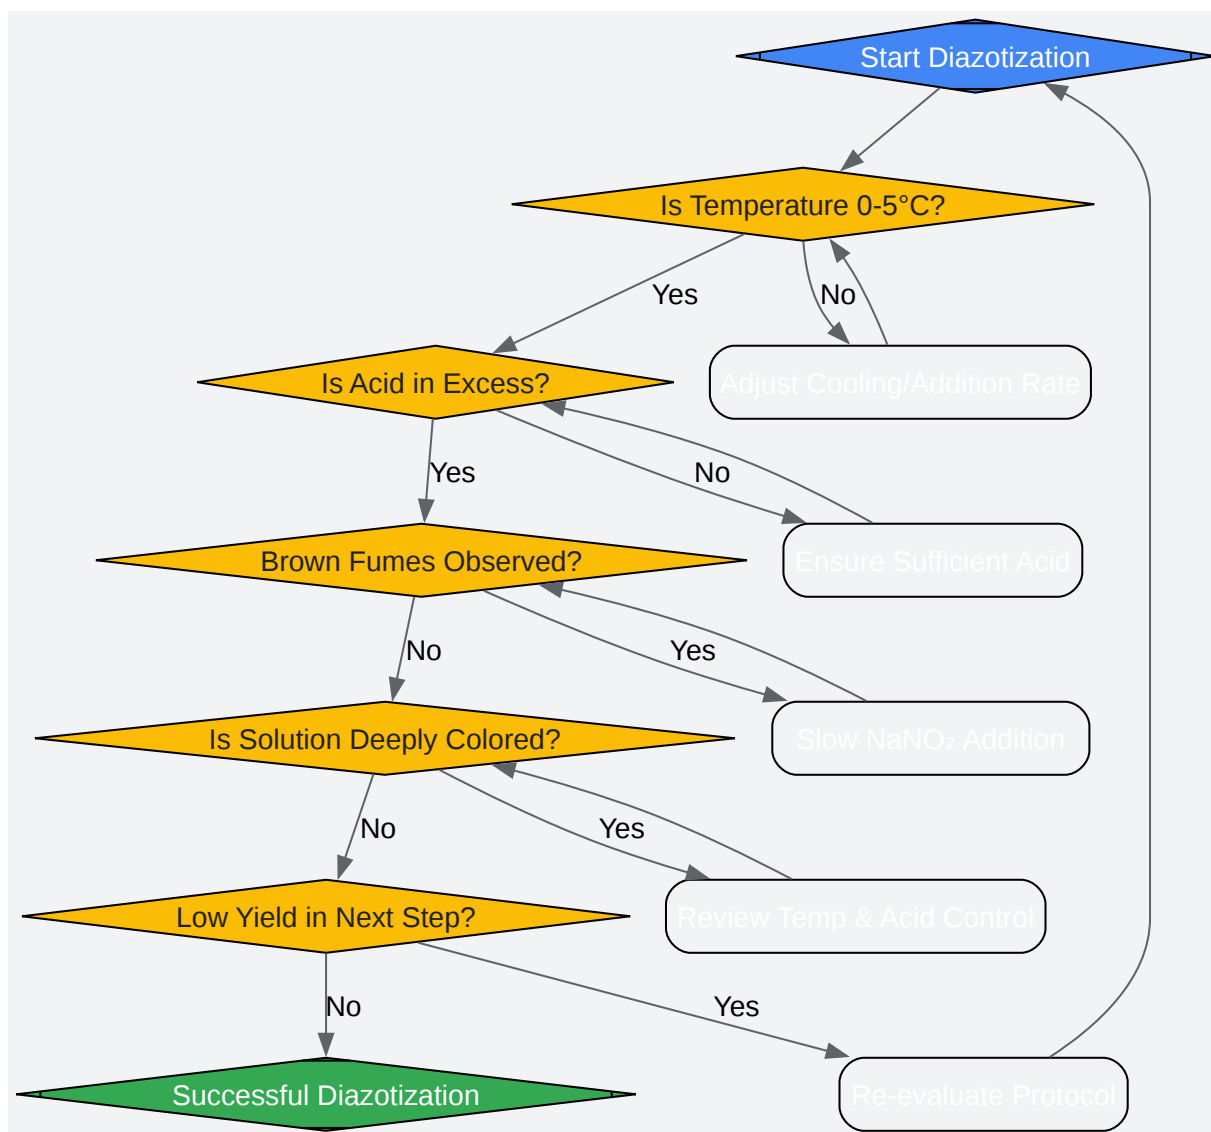 Start Diazotization
Is Temperature 0-5°C?
Yes
No
Is Acid in Excess?
Adjust Cooling/Addition Rate
Yes
No
Brown Fumes Observed?
Ensure Sufficient Acid
No
Yes
Is Solution Deeply Colored?
Slow NaNO₂ Addition
No
Yes
Low Yield in Next Step?
Review Temp & Acid Control
No
Yes
Successful Diazotization
Re-evaluate Protocol